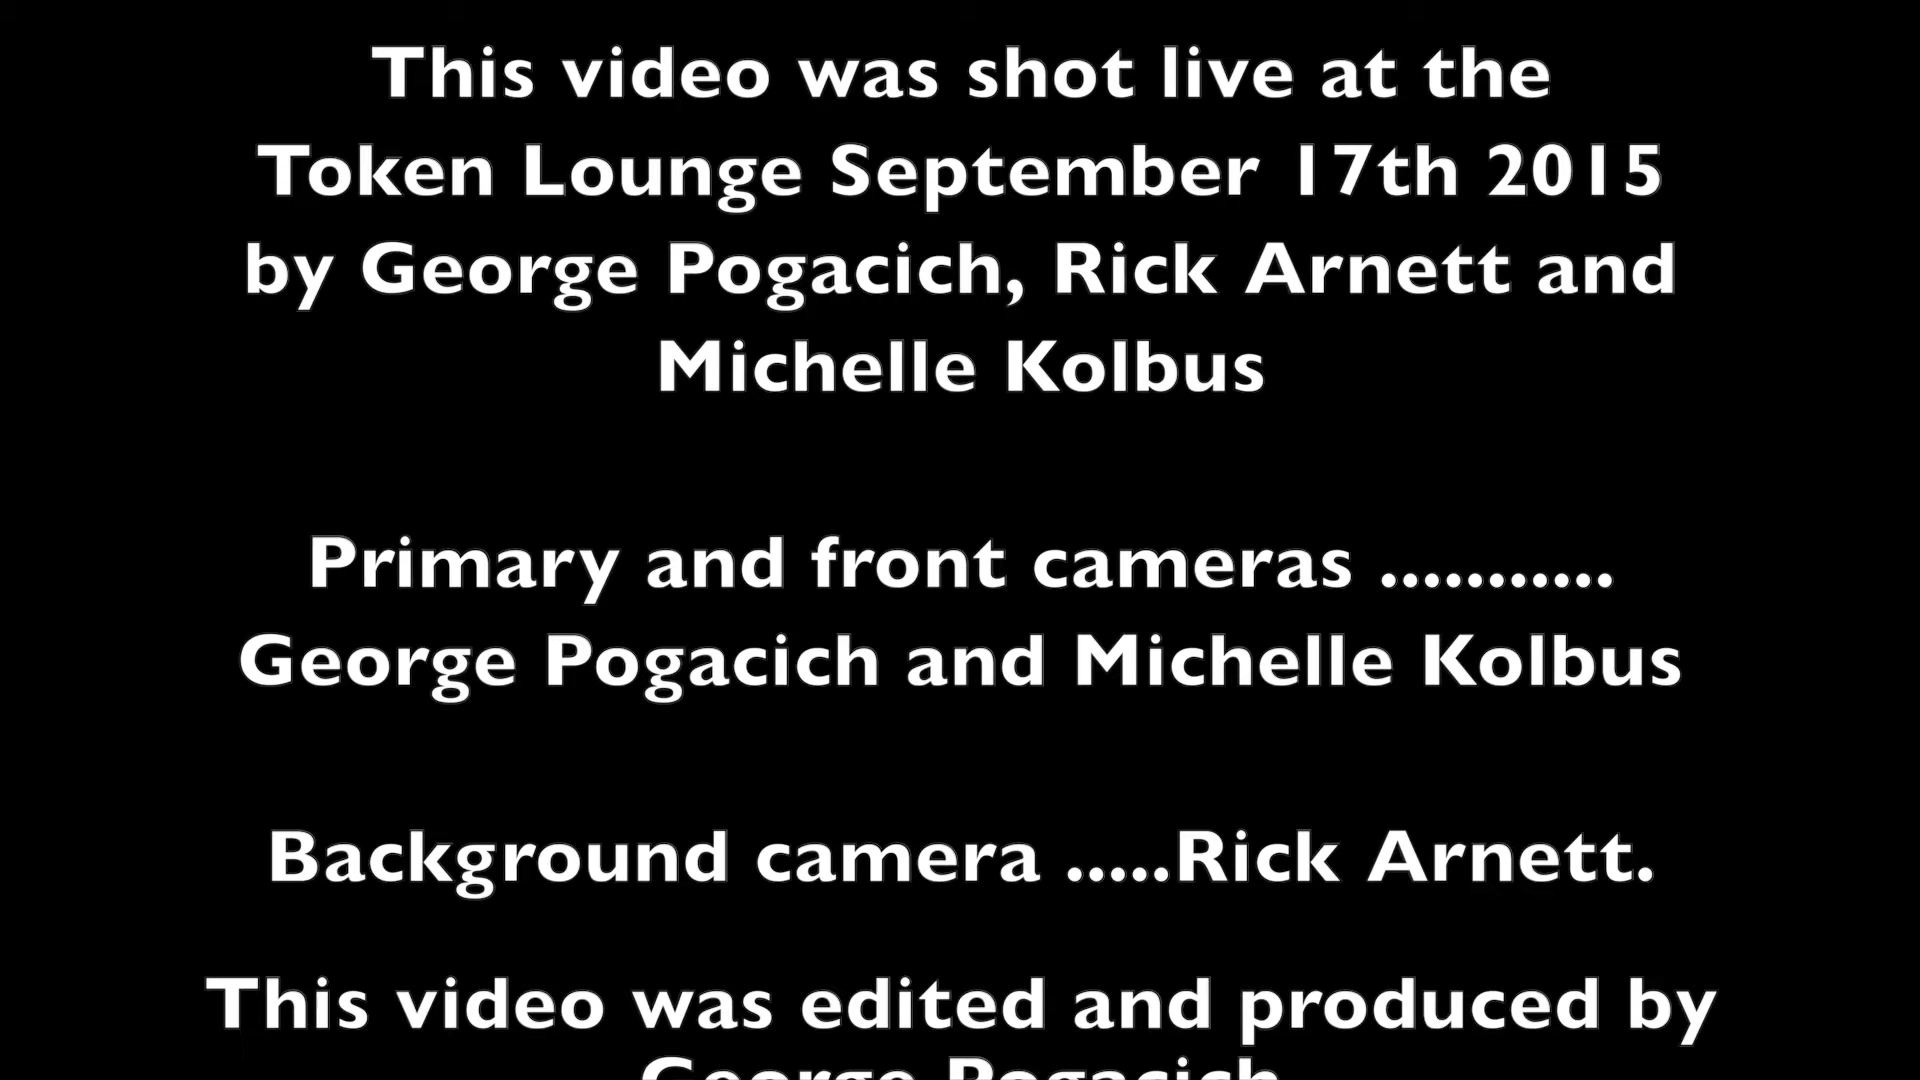 This video was shot live at the
Token Lounge September 17th 2015
by George Pogacich, Rick Arnett and
Michelle Kolbus
Primary and front cameras ...........
George Pogacich and Michelle Kolbus
Background camera .....Rick Arnett.
This video was edited and produced by
George Pogacich